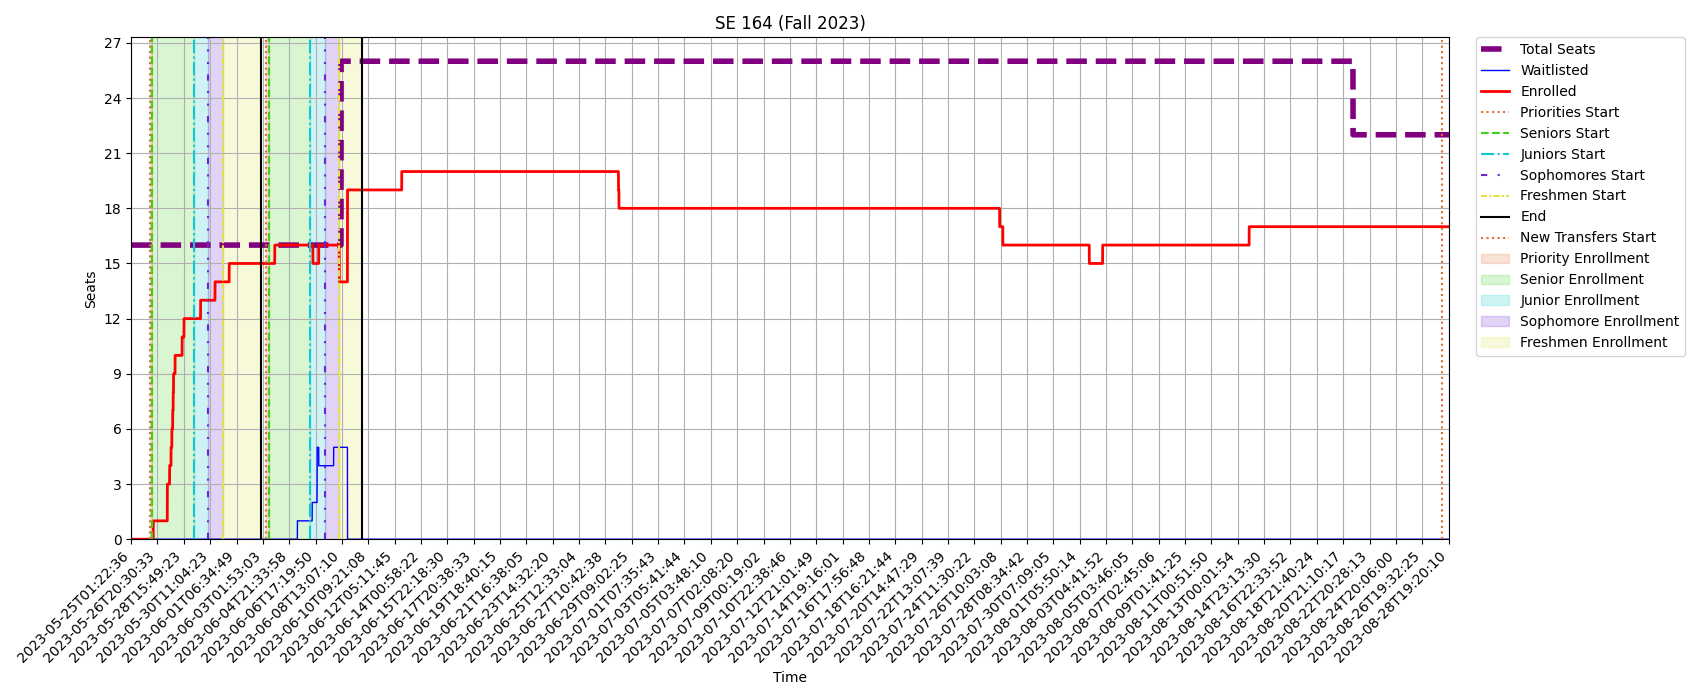 SE 164 (Fall 2023)
27
24
21
18
15
12
9
6
3
0
Seats
2023-05-25T01:22:36
2023-05-26T20:30:33
2023-05-28T15:49:23
2023-05-30T11:04:23
2023-06-01T06:34:49
2023-06-03T01:53:03
2023-06-04T21:33:58
2023-06-06T17:19:50
2023-06-08T13:07:10
2023-06-10T09:21:08
2023-06-12T05:11:45
2023-06-14T00:58:22
2023-06-15T22:18:30
2023-06-17T20:38:33
2023-06-19T18:40:15
2023-06-21T16:38:05
2023-06-23T14:32:20
2023-06-25T12:33:04
2023-06-27T10:42:38
2023-06-29T09:02:25
2023-07-01T07:35:43
2023-07-03T05:41:44
2023-07-05T03:48:10
2023-07-07T02:08:20
2023-07-09T00:19:02
2023-07-10T22:38:46
2023-07-12T21:01:49
2023-07-14T19:16:01
2023-07-16T17:56:48
2023-07-18T16:21:44
2023-07-20T14:47:29
2023-07-22T13:07:39
2023-07-24T11:30:22
2023-07-26T10:03:08
2023-07-28T08:34:42
2023-07-30T07:09:05
2023-08-01T05:50:14
2023-08-03T04:41:52
2023-08-05T03:46:05
2023-08-07T02:45:06
2023-08-09T01:41:25
2023-08-11T00:51:50
2023-08-13T00:01:54
2023-08-14T23:13:30
2023-08-16T22:33:52
2023-08-18T21:40:24
2023-08-20T21:10:17
2023-08-22T20:28:13
2023-08-24T20:06:00
2023-08-26T19:32:25
2023-08-28T19:20:10
Time
Total Seats
Waitlisted
Enrolled
Priorities Start
Seniors Start
Juniors Start
Sophomores Start
Freshmen Start
End
New Transfers Start
Priority Enrollment
Senior Enrollment
Junior Enrollment
Sophomore Enrollment
Freshmen Enrollment